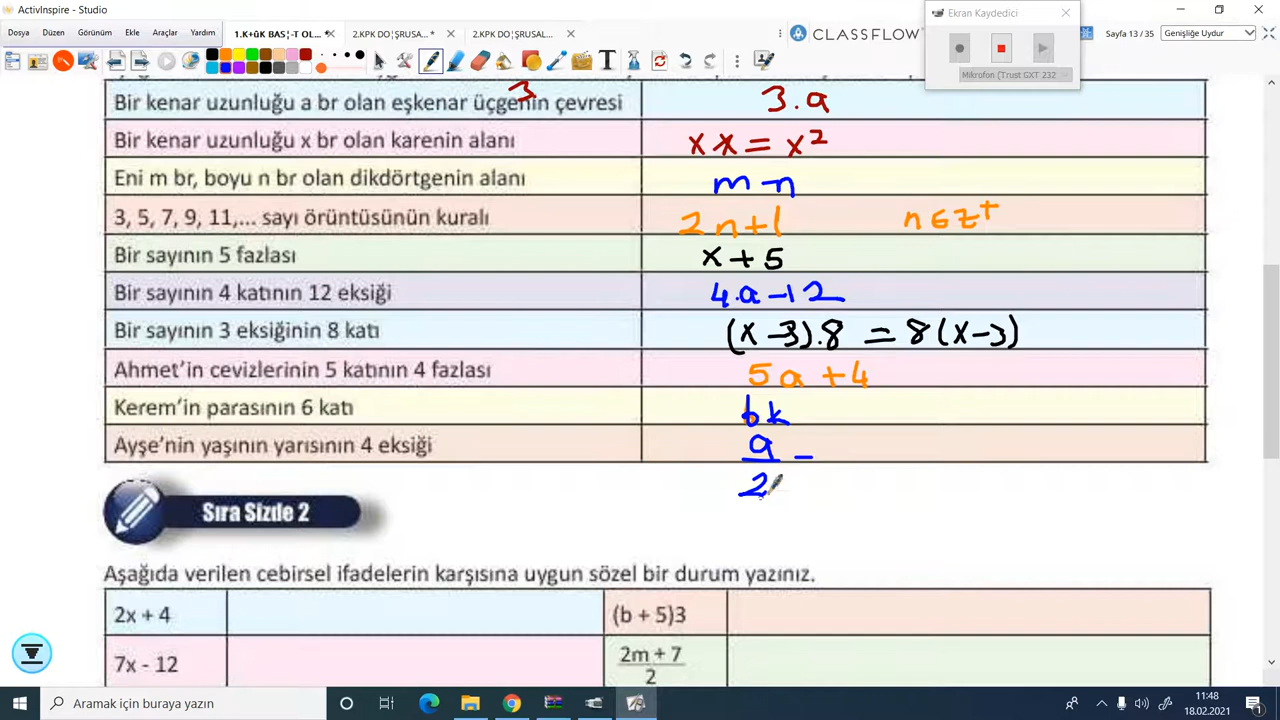 ActivInspire
Ekran Kaydedici
Dosya Düzen Görünüm Ekle Araçlar Yardım
1.K+ûK BAS¦-T OL... 2.KPK DO¦ŞRUSA... 2.KPK DO¦ŞRUSAL...
CLASSFLOW
Sayfa 13 / 35
Genişliğe Uydur
Mikrofon (Trust GXT 232
3
Bir kenar uzunluğu a br olan eşkenar üçgenin çevresi 3.a
Bir kenar uzunluğu x br olan karenin alanı x x = x²
Eni m br, boyu n br olan dikdörtgenin alanı m n
3, 5, 7, 9, 11,... sayı örüntüsünün kuralı 2n+1 n∈Z⁺
Bir sayının 5 fazlası x + 5
Bir sayının 4 katının 12 eksiği 4.a -12
Bir sayının 3 eksiğinin 8 katı (x -3).8 = 8(x-3)
Ahmet'in cevizlerinin 5 katının 4 fazlası 5a +4
Kerem'in parasının 6 katı 6k
Ayşe'nin yaşının yarısının 4 eksiği a/2 -
Sıra Sizde 2
Aşağıda verilen cebirsel ifadelerin karşısına uygun sözel bir durum yazınız.
2x + 4 (b + 5)3
7x - 12 2m + 7
2
Aramak için buraya yazın
11:48
18.02.2021
1